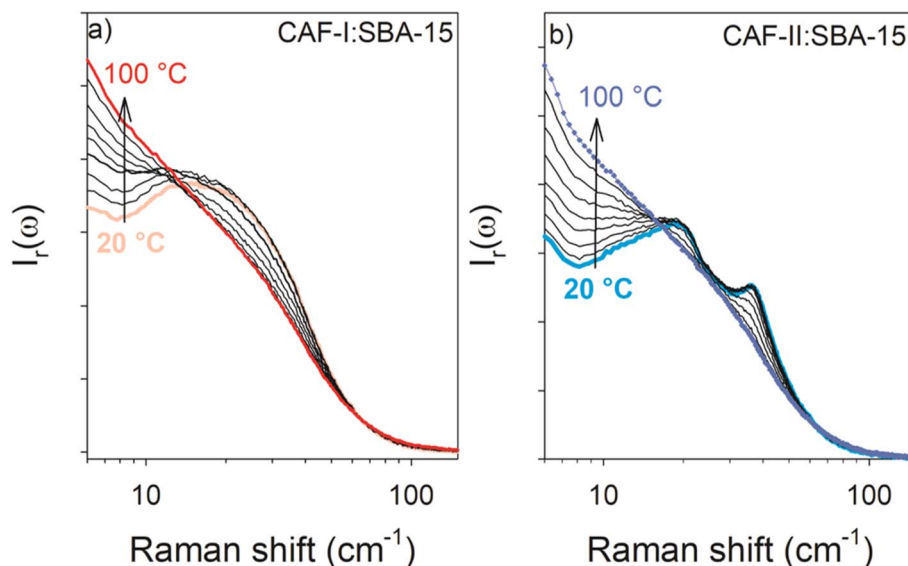 a) CAF-I:SBA-15
100 °C
20 °C
I_r(ω)
10 100
Raman shift (cm⁻¹)
b) CAF-II:SBA-15
100 °C
20 °C
I_r(ω)
10 100
Raman shift (cm⁻¹)